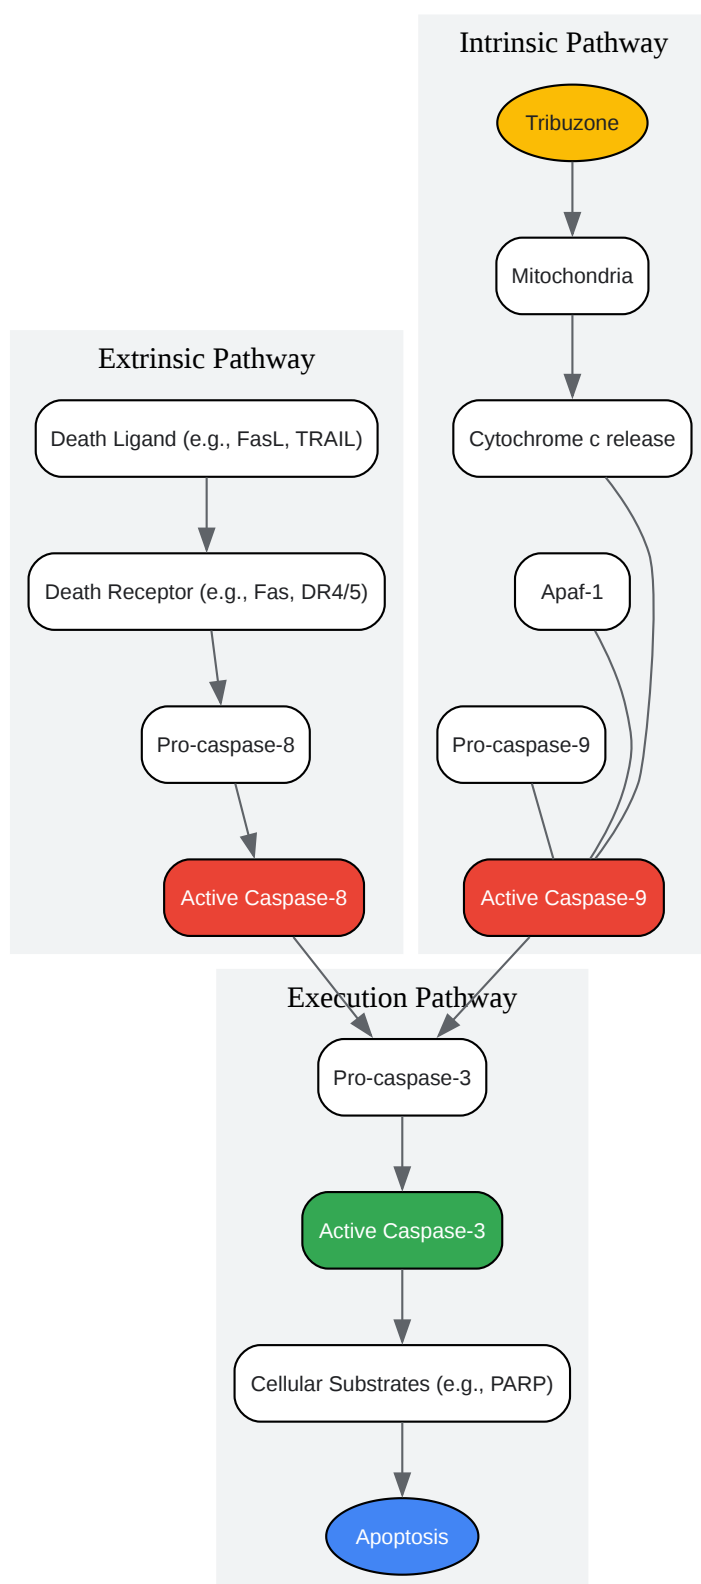 Intrinsic Pathway
Tribuzone
Mitochondria
Cytochrome c release
Apaf-1
Pro-caspase-9
Active Caspase-9
Extrinsic Pathway
Death Ligand (e.g., FasL, TRAIL)
Death Receptor (e.g., Fas, DR4/5)
Pro-caspase-8
Active Caspase-8
Execution Pathway
Pro-caspase-3
Active Caspase-3
Cellular Substrates (e.g., PARP)
Apoptosis